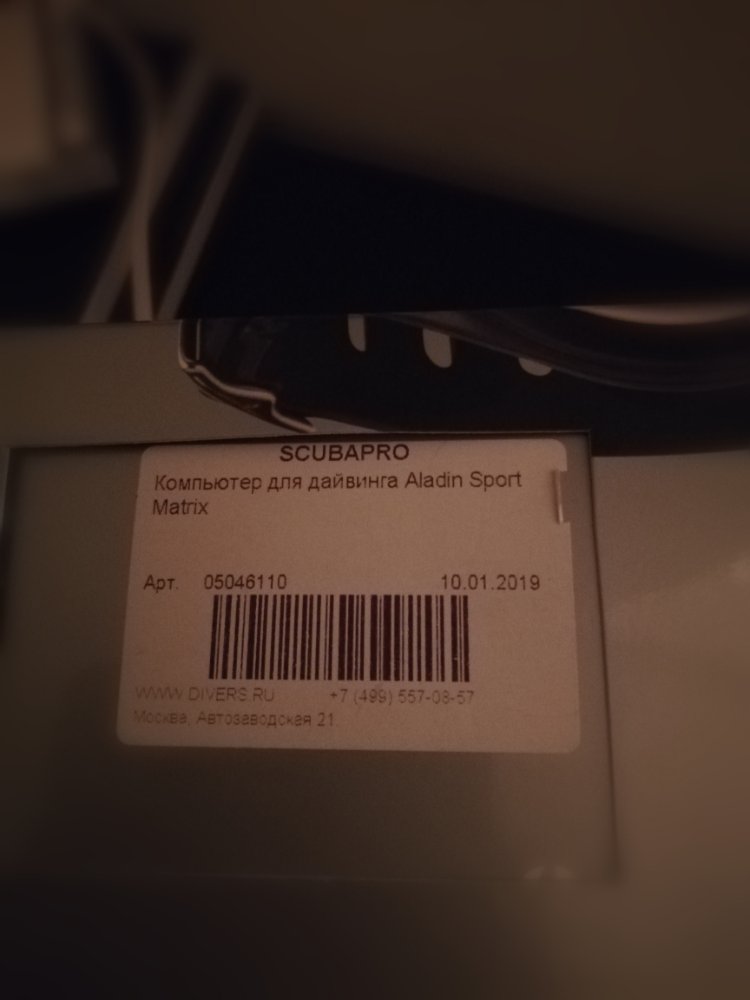 SCUBAPRO
Компьютер для дайвинга Aladin Sport
Matrix
Арт. 05046110 10.01.2019
WWW.DIVERS.RU +7 (499) 557-08-57
Москва, Автозаводская 21